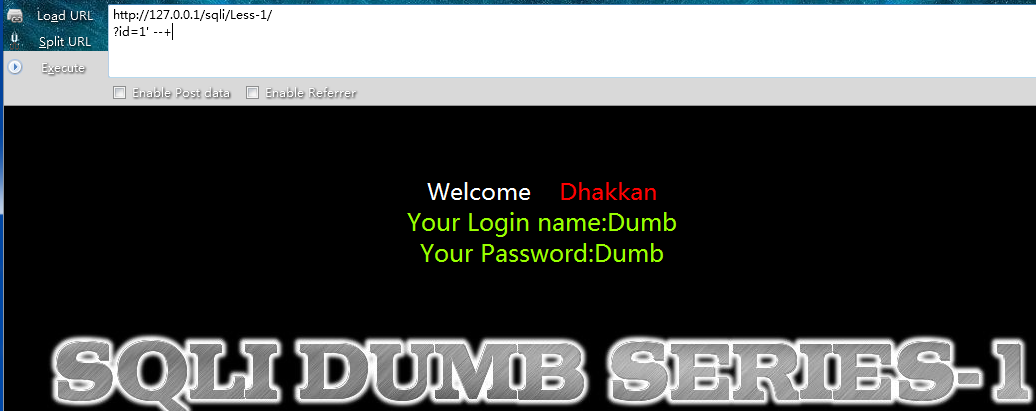 Load URL
http://127.0.0.1/sqli/Less-1/
Split URL
?id=1' --+
Execute
Enable Post data Enable Referrer
Welcome Dhakkan
Your Login name:Dumb
Your Password:Dumb
SQLI DUMB SERIES-1